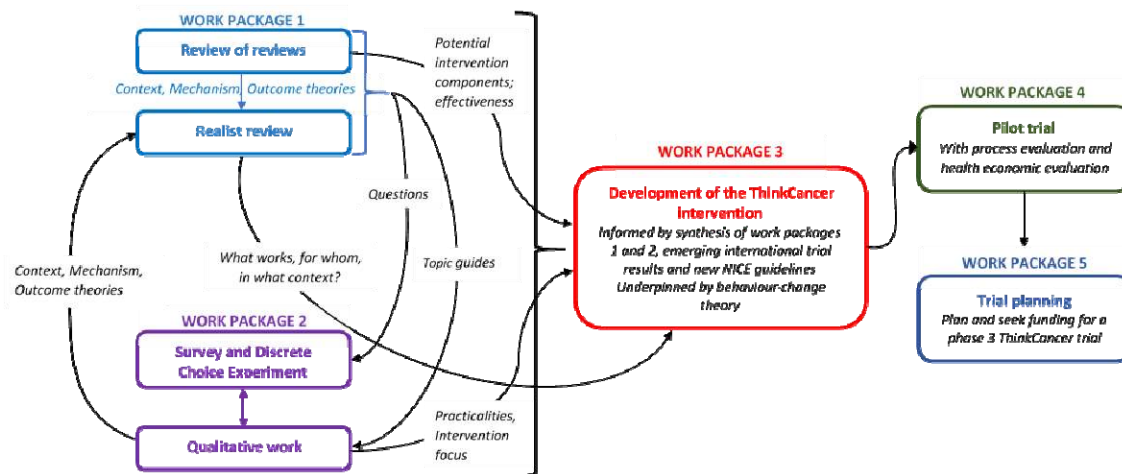 WORK PACKAGE 1
Review of reviews
Context, Mechanism, Outcome theories
Realist review
Potential
intervention
components;
effectiveness
Questions
Topic guides
What works, for whom,
in what context?
Context, Mechanism,
Outcome theories
WORK PACKAGE 2
Survey and Discrete
Choice Experiment
Qualitative work
Practicalities,
Intervention
focus
WORK PACKAGE 3
Development of the ThinkCancer
intervention
Informed by synthesis of work packages
1 and 2, emerging international trial
results and new NICE guidelines
Underpinned by behaviour-change
theory
WORK PACKAGE 4
Pilot trial
With process evaluation and
health economic evaluation
WORK PACKAGE 5
Trial planning
Plan and seek funding for a
phase 3 ThinkCancer trial